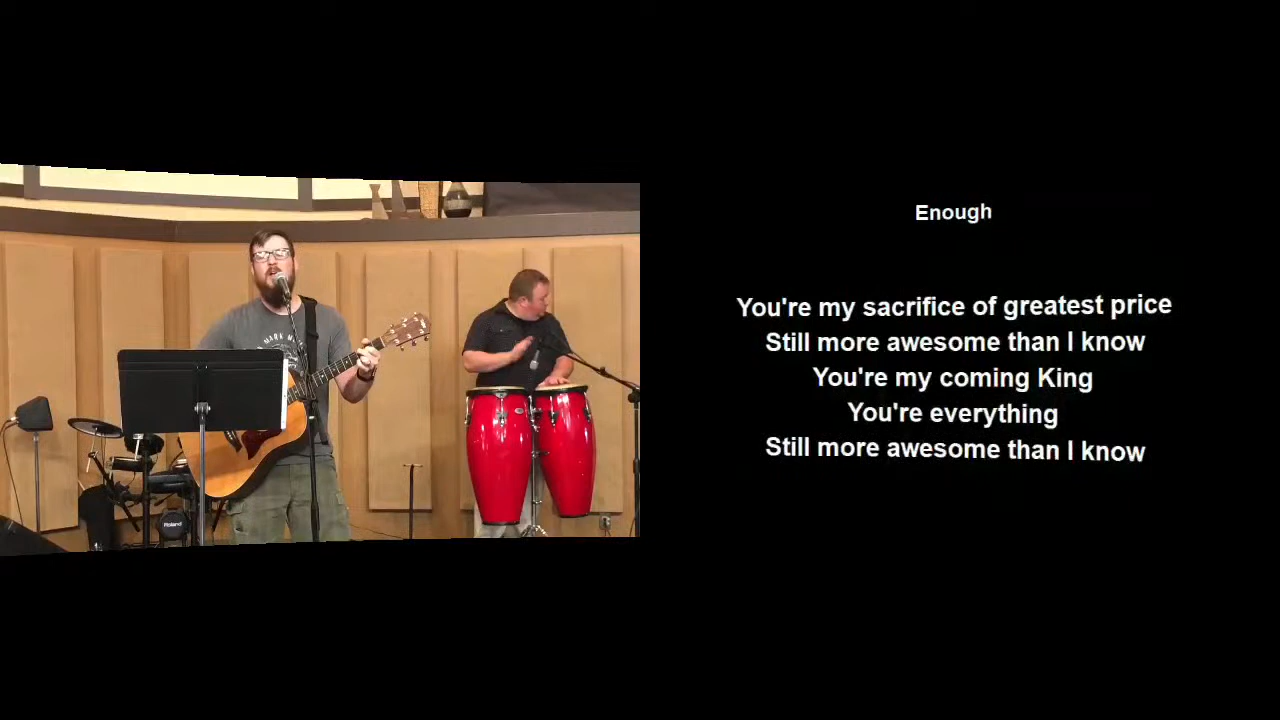 Enough
You're my sacrifice of greatest price
Still more awesome than I know
You're my coming King
You're everything
Still more awesome than I know
Roland